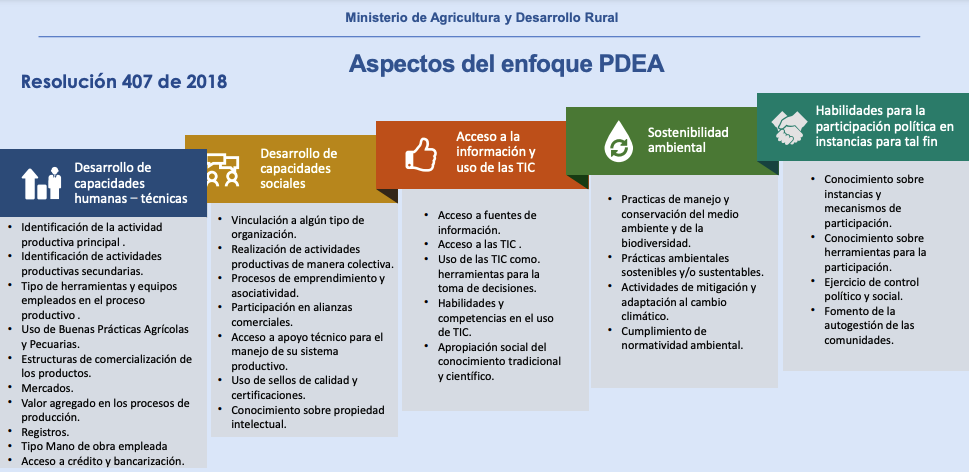 Ministerio de Agricultura y Desarrollo Rural
Aspectos del enfoque PDEA
Resolución 407 de 2018
Desarrollo de
capacidades
humanas – técnicas
• Identificación de la actividad
productiva principal .
• Identificación de actividades
productivas secundarias.
• Tipo de herramientas y equipos
empleados en el proceso
productivo .
• Uso de Buenas Prácticas Agrícolas
y Pecuarias.
• Estructuras de comercialización de
los productos.
• Mercados.
• Valor agregado en los procesos de
producción.
• Registros.
• Tipo Mano de obra empleada
• Acceso a crédito y bancarización.
Desarrollo de
capacidades
sociales
• Vinculación a algún tipo de
organización.
• Realización de actividades
productivas de manera colectiva.
• Procesos de emprendimiento y
asociatividad.
• Participación en alianzas
comerciales.
• Acceso a apoyo técnico para el
manejo de su sistema
productivo.
• Uso de sellos de calidad y
certificaciones.
• Conocimiento sobre propiedad
intelectual.
Acceso a la
información y
uso de las TIC
• Acceso a fuentes de
información.
• Acceso a las TIC .
• Uso de las TIC como.
herramientas para la
toma de decisiones.
• Habilidades y
competencias en el uso
de TIC.
• Apropiación social del
conocimiento tradicional
y científico.
Sostenibilidad
ambiental
• Practicas de manejo y
conservación del medio
ambiente y de la
biodiversidad.
• Prácticas ambientales
sostenibles y/o sustentables.
• Actividades de mitigación y
adaptación al cambio
climático.
• Cumplimiento de
normatividad ambiental.
Habilidades para la
participación política en
instancias para tal fin
• Conocimiento sobre
instancias y
mecanismos de
participación.
• Conocimiento sobre
herramientas para la
participación.
• Ejercicio de control
político y social.
• Fomento de la
autogestión de las
comunidades.